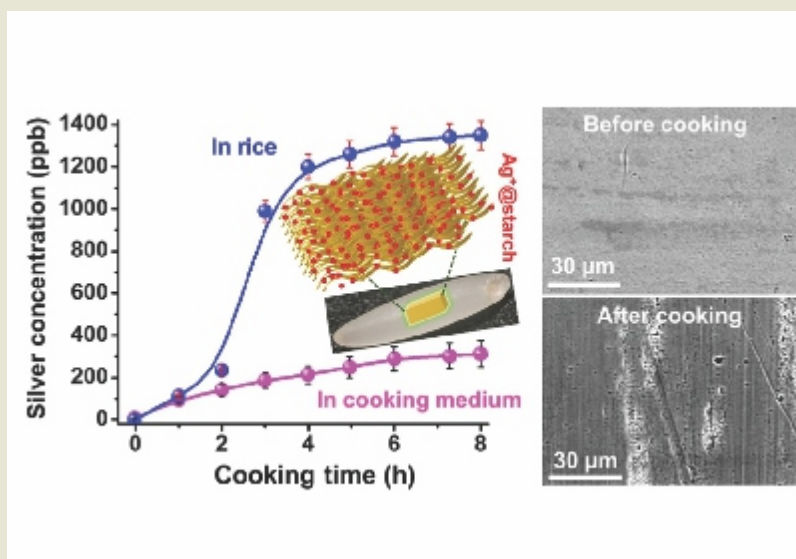 Silver concentration (ppb)
1400
1200
1000
800
600
400
200
0
0
2
4
6
8
Cooking time (h)
In rice
In cooking medium
Ag⁺@starch
Before cooking
30 μm
After cooking
30 μm